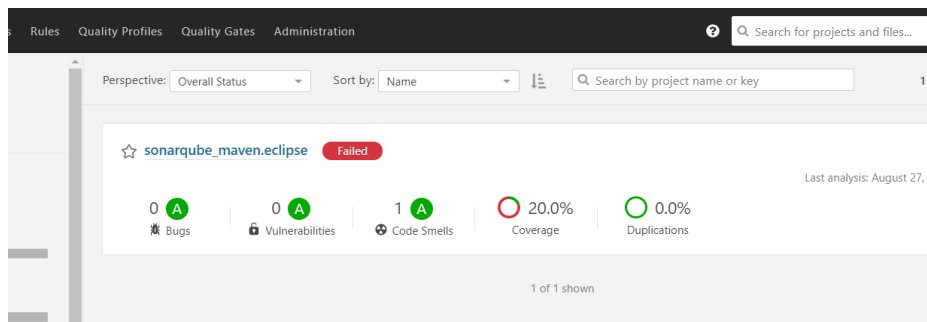 Rules Quality Profiles Quality Gates Administration ? Search for projects and files...
Perspective: Overall Status Sort by: Name Search by project name or key 1
sonarqube_maven.eclipse Failed
Last analysis: August 27,
0 A 0 A 1 A 20.0% 0.0%
Bugs Vulnerabilities Code Smells Coverage Duplications
1 of 1 shown